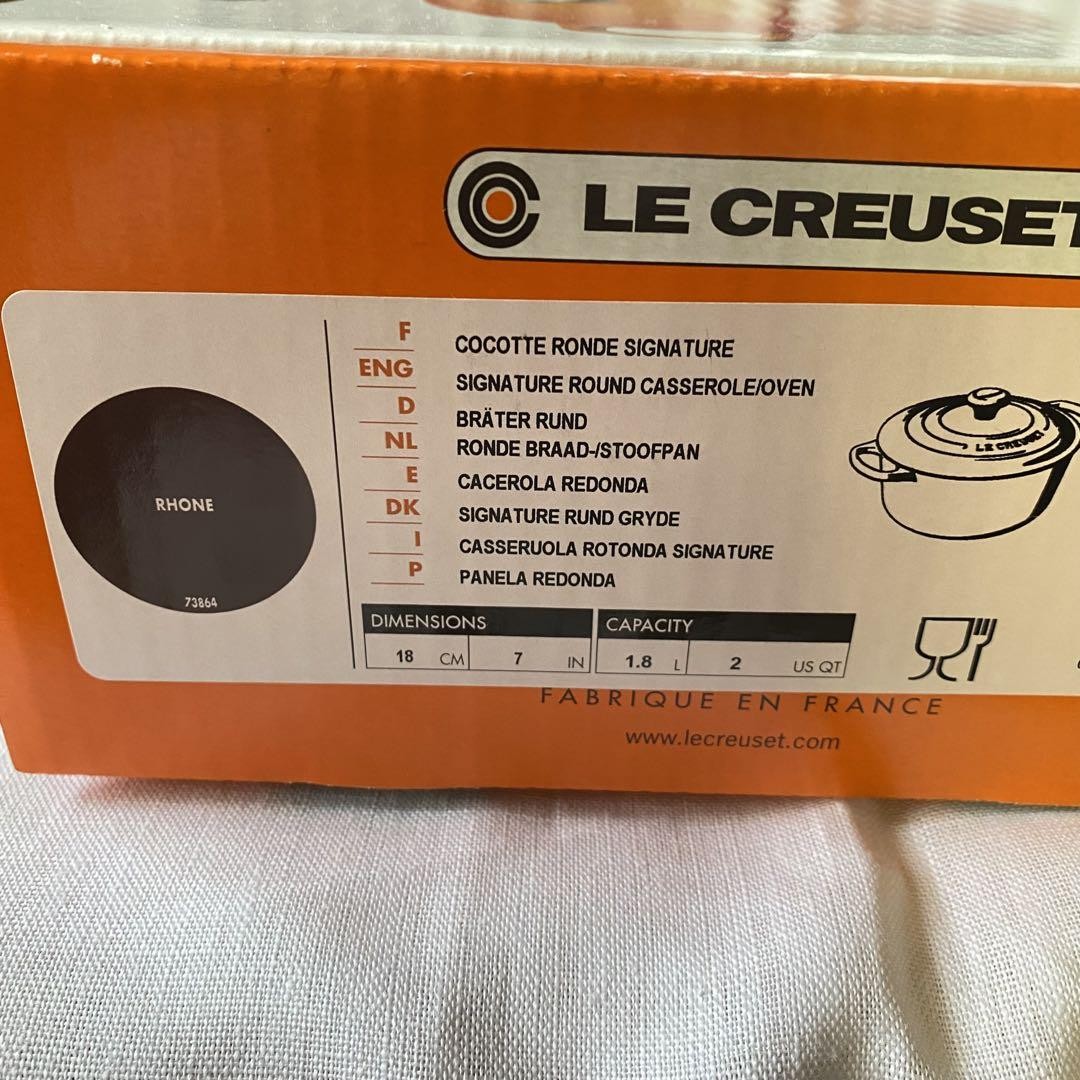 LE CREUSET
F COCOTTE RONDE SIGNATURE
ENG SIGNATURE ROUND CASSEROLE/OVEN
D BRÄTER RUND
NL RONDE BRAAD-/STOOFPAN
E CACEROLA REDONDA
DK SIGNATURE RUND GRYDE
I CASSERUOLA ROTONDA SIGNATURE
P PANELA REDONDA
RHONE
73864
LE CREUSET
DIMENSIONS CAPACITY
18 CM 7 IN 1.8 L 2 US QT
FABRIQUE EN FRANCE
www.lecreuset.com